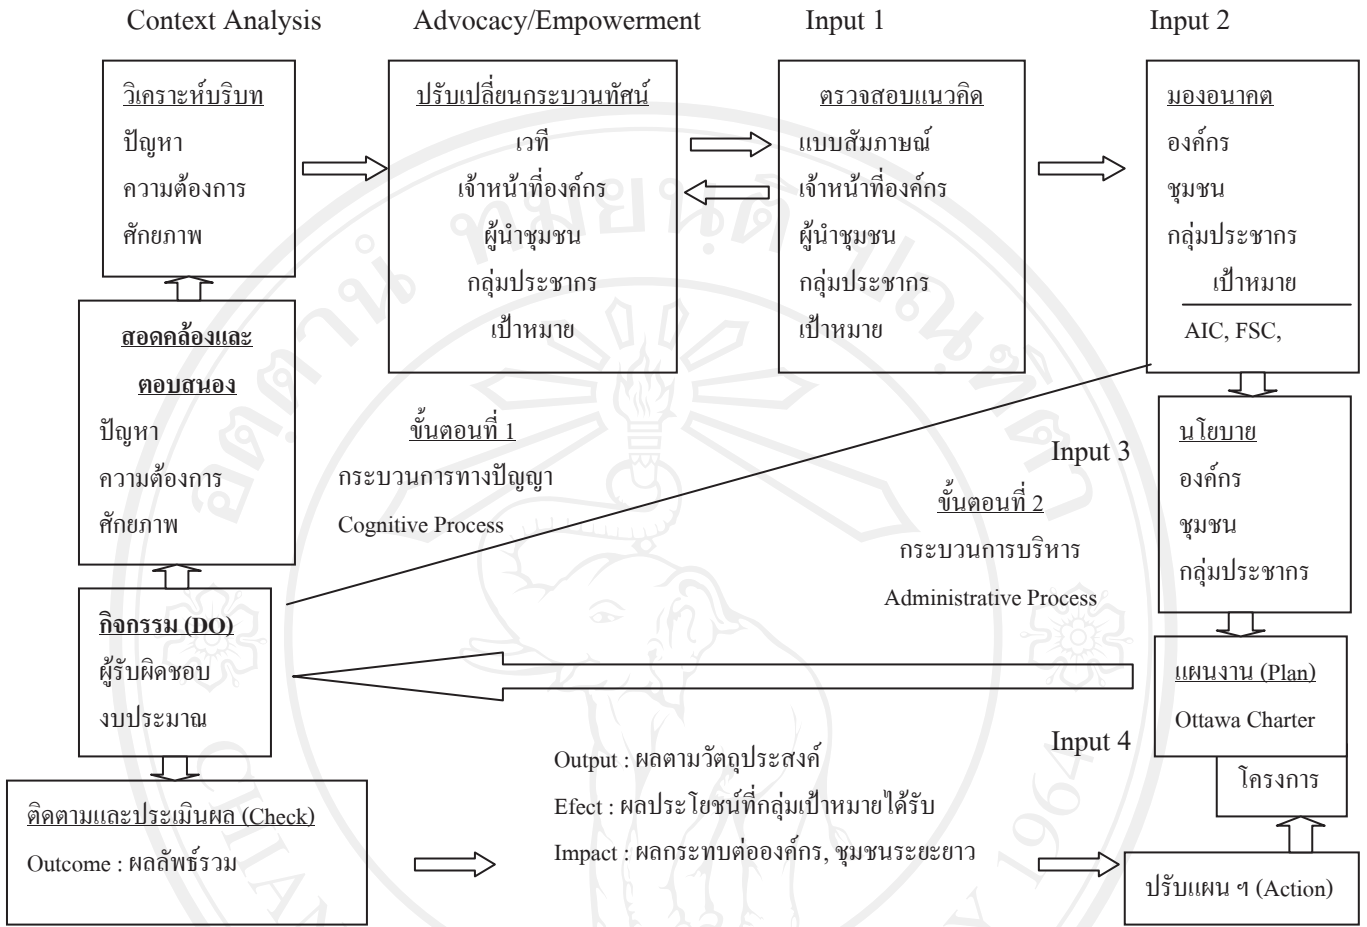 Context Analysis
Advocacy/Empowerment
Input 1
Input 2
วิเคราะห์บริบท
ปัญหา
ความต้องการ
ศักยภาพ
ปรับเปลี่ยนกระบวนทัศน์
เวที
เจ้าหน้าที่องค์กร
ผู้นำชุมชน
กลุ่มประชากร
เป้าหมาย
ตรวจสอบแนวคิด
แบบสัมภาษณ์
เจ้าหน้าที่องค์กร
ผู้นำชุมชน
กลุ่มประชากร
เป้าหมาย
มองอนาคต
องค์กร
ชุมชน
กลุ่มประชากร
เป้าหมาย
AIC, FSC,
สอดคล้องและ
ตอบสนอง
ปัญหา
ความต้องการ
ศักยภาพ
ขั้นตอนที่ 1
กระบวนการทางปัญญา
Cognitive Process
Input 3
ขั้นตอนที่ 2
กระบวนการบริหาร
Administrative Process
นโยบาย
องค์กร
ชุมชน
กลุ่มประชากร
กิจกรรม (DO)
ผู้รับผิดชอบ
งบประมาณ
แผนงาน (Plan)
Ottawa Charter
Input 4
โครงการ
ติดตามและประเมินผล (Check)
Outcome : ผลลัพธ์รวม
Output : ผลตามวัตถุประสงค์
Efect : ผลประโยชน์ที่กลุ่มเป้าหมายได้รับ
Impact : ผลกระทบต่อองค์กร, ชุมชนระยะยาว
ปรับแผน ฯ (Action)
1964